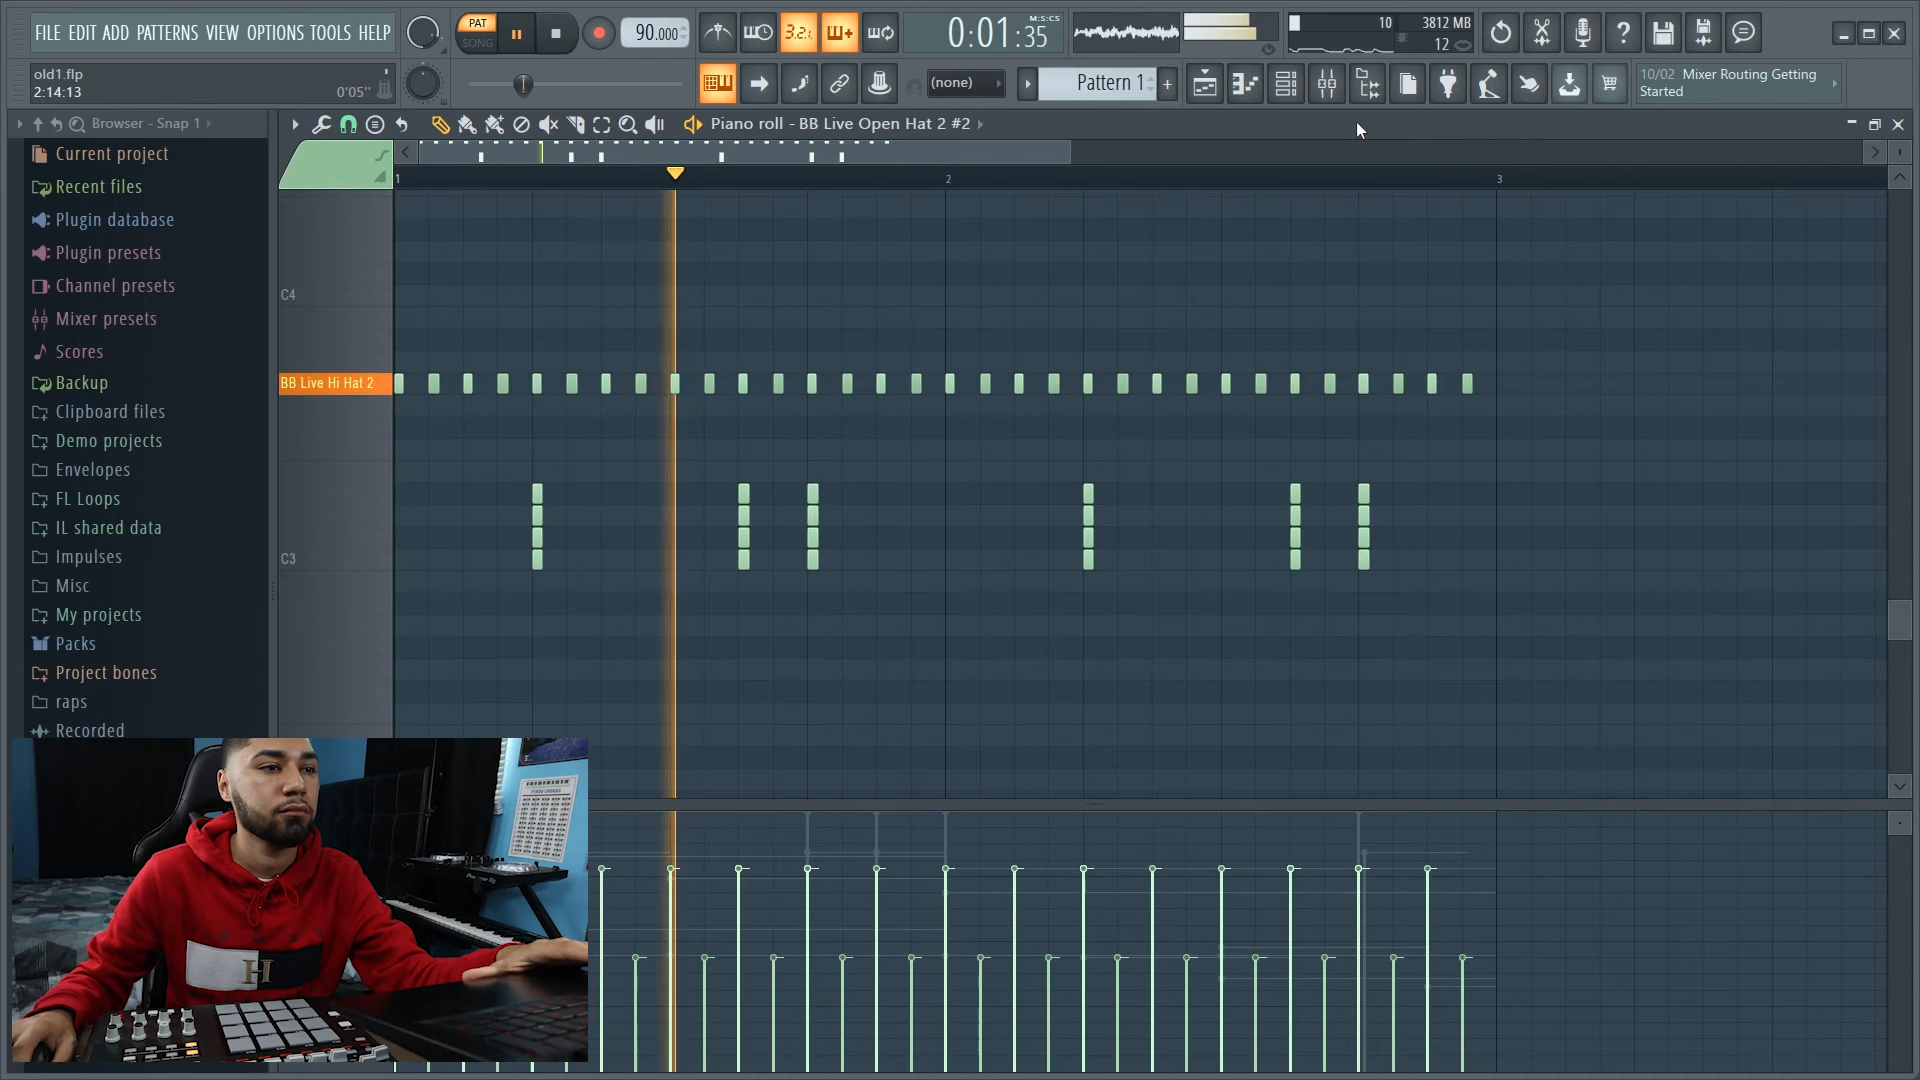 FILE EDIT ADD PATTERNS VIEW OPTIONS TOOLS HELP
PAT
SONG
90.000
3.2.
0:01:35
M:S:CS
10
3812 MB
12
old1.flp
2:14:13
0'05"
(none)
Pattern 1
10/02 Mixer Routing Getting
Started
Browser - Snap 1
Piano roll - BB Live Open Hat 2 #2
Current project
Recent files
Plugin database
Plugin presets
Channel presets
Mixer presets
Scores
Backup
Clipboard files
Demo projects
Envelopes
FL Loops
IL shared data
Impulses
Misc
My projects
Packs
Project bones
raps
Recorded
1
2
3
C4
BB Live Hi Hat 2
C3
PIANO CHORDS
H